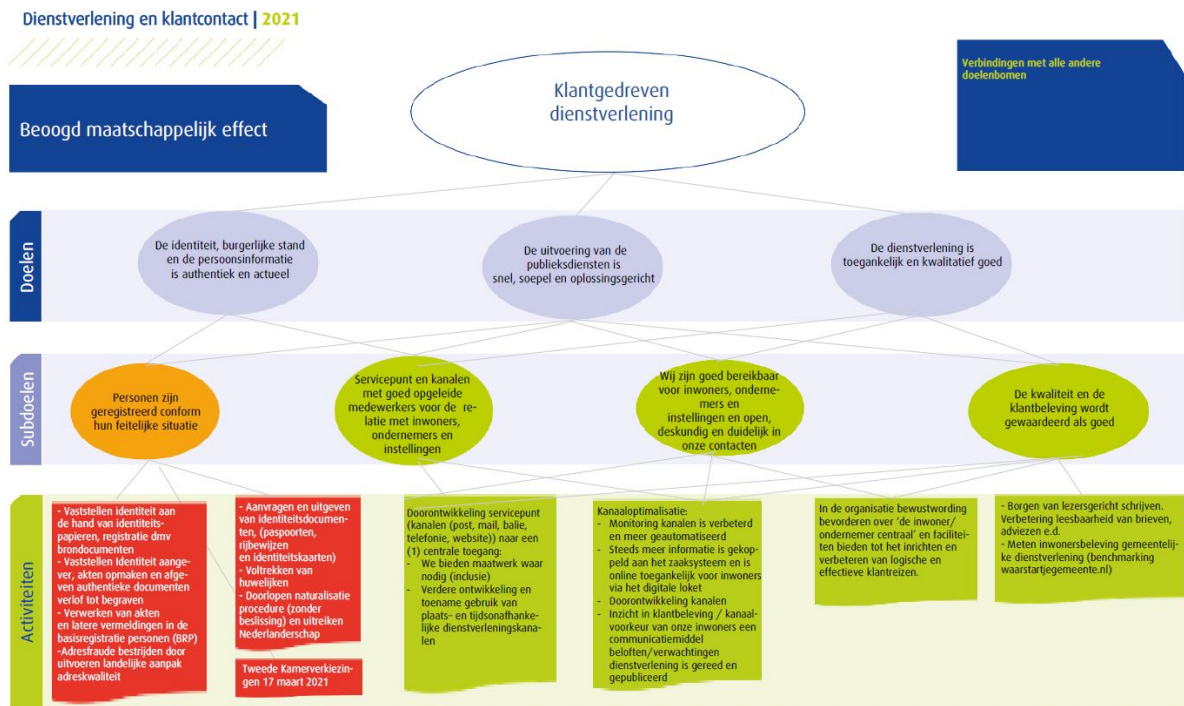 Dienstverlening en klantcontact | 2021
Beoogd maatschappelijk effect
Klantgedreven
dienstverlening
Verbindingen met alle andere
doelenbomen
Doelen
De identiteit, burgerlijke stand
en de persoonsinformatie
is authentiek en actueel
De uitvoering van de
publieksdiensten is
snel, soepel en oplossingsgericht
De dienstverlening is
toegankelijk en kwalitatief goed
Subdoelen
Personen zijn
geregistreerd conform
hun feitelijke situatie
Servicepunt en kanalen
met goed opgeleide
medewerkers voor de re-
latie met inwoners,
ondernemers en
instellingen
Wij zijn goed bereikbaar
voor inwoners, onderne-
mers en
instellingen en open,
deskundig en duidelijk in
onze contacten
De kwaliteit en de
klantbeleving wordt
gewaardeerd als goed
Activiteiten
- Vaststellen identiteit aan
de hand van identiteits-
papieren, registratie dmv
brondocumenten
- Vaststellen Identiteit aange-
ver, akten opmaken en afge-
ven authentieke documenten
verlof tot begraven
- Verwerken van akten
en latere vermeldingen in de
basisregistratie personen (BRP)
-Adresfraude bestrijden door
uitvoeren landelijke aanpak
adreskwaliteit
- Aanvragen en uitgeven
van identiteitsdocumen-
ten, (paspoorten,
rijbewijzen
en identiteitskaarten)
- Voltrekken van
huwelijken
- Doorlopen naturalisatie
procedure (zonder
beslissing) en uitreiken
Nederlanderschap
Tweede Kamerverkiezin-
gen 17 maart 2021
Doorontwikkeling servicepunt
(kanalen (post, mail, balie,
telefonie, website)) naar een
(1) centrale toegang:
- We bieden maatwerk waar
nodig (inclusie)
- Verdere ontwikkeling en
toename gebruik van
plaats- en tijdsonafhanke-
lijke dienstverleningskana-
len
Kanaaloptimalisatie:
- Monitoring kanalen is verbeterd
en meer geautomatiseerd
- Steeds meer informatie is gekop-
peld aan het zaaksysteem en is
online toegankelijk voor inwoners
via het digitale loket
- Doorontwikkeling kanalen
- Inzicht in klantbeleving / kanaal-
voorkeur van onze inwoners een
communicatiemiddel
beloften/verwachtingen
dienstverlening is gereed en
gepubliceerd
In de organisatie bewustwording
bevorderen over 'de inwoner/
ondernemer centraal' en facilitei-
ten bieden tot het inrichten en
verbeteren van logische en
effectieve klantreizen.
- Borgen van lezersgericht schrijven.
Verbetering leesbaarheid van brieven,
adviezen e.d.
- Meten inwonersbeleving gemeentelij-
ke dienstverlening (benchmarking
waarstartjegemeente.nl)